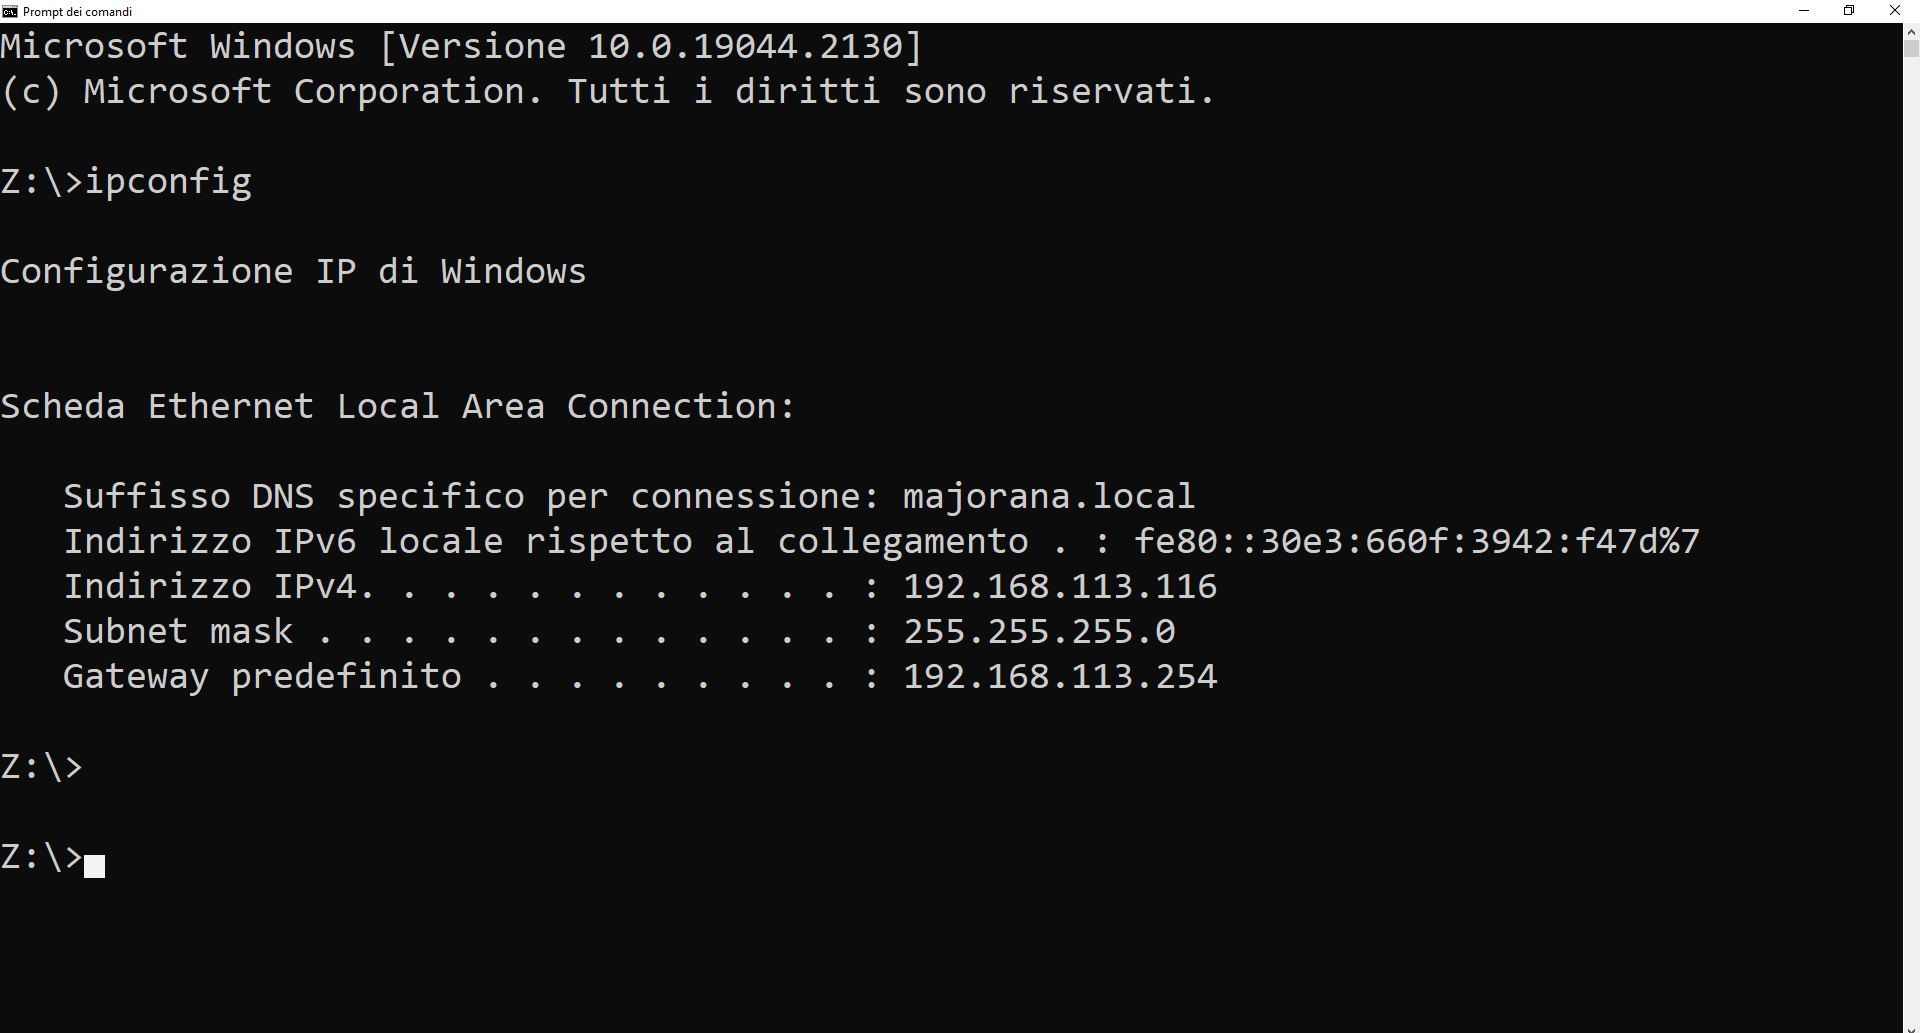 Prompt dei comandi
Microsoft Windows [Versione 10.0.19044.2130]
(c) Microsoft Corporation. Tutti i diritti sono riservati.
Z:\>ipconfig
Configurazione IP di Windows
Scheda Ethernet Local Area Connection:
   Suffisso DNS specifico per connessione: majorana.local
   Indirizzo IPv6 locale rispetto al collegamento . : fe80::30e3:660f:3942:f47d%7
   Indirizzo IPv4. . . . . . . . . . . . : 192.168.113.116
   Subnet mask . . . . . . . . . . . . . : 255.255.255.0
   Gateway predefinito . . . . . . . . . : 192.168.113.254
Z:\>
Z:\>